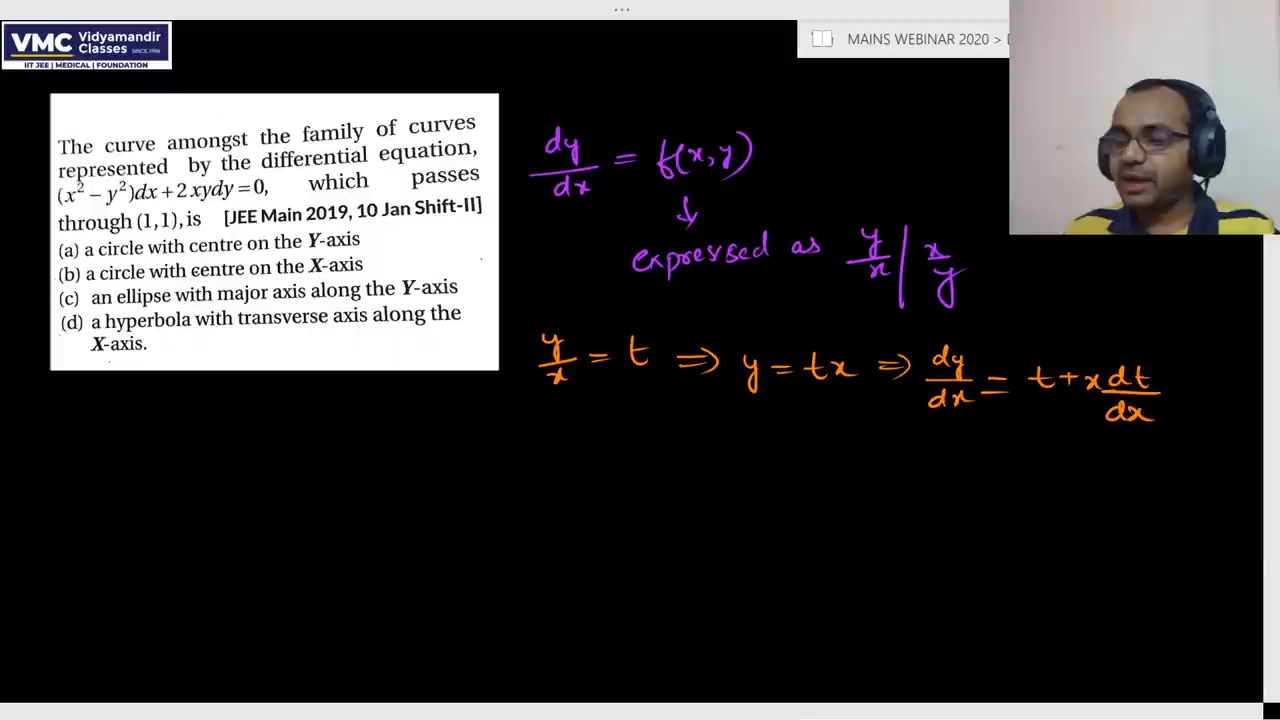 ...
VMC Vidyamandir Classes SINCE 1986
IIT JEE | MEDICAL | FOUNDATION
MAINS WEBINAR 2020 >
The curve amongst the family of curves
represented by the differential equation,
(x² − y²)dx + 2xydy = 0, which passes
through (1, 1), is [JEE Main 2019, 10 Jan Shift-II]
(a) a circle with centre on the Y-axis
(b) a circle with centre on the X-axis
(c) an ellipse with major axis along the Y-axis
(d) a hyperbola with transverse axis along the
X-axis.
dy/dx = f(x, y)
↓
expressed as y/x | x/y
y/x = t ⇒ y = tx ⇒ dy/dx = t + x dt/dx